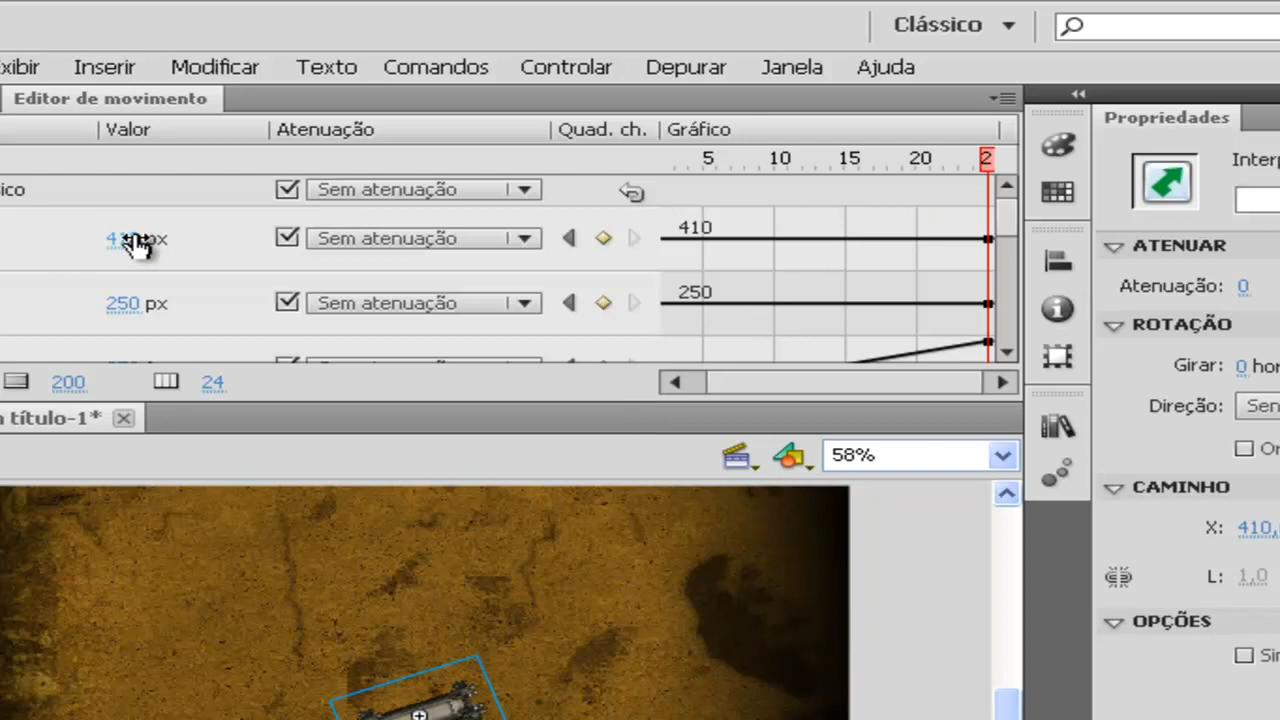 Clássico
xibir Inserir Modificar Texto Comandos Controlar Depurar Janela Ajuda
Editor de movimento
Propriedades
Valor Atenuação Quad. ch. Gráfico
5 10 15 20 2
Interp
ico Sem atenuação
410
px Sem atenuação
ATENUAR
Atenuação: 0
250
250 px Sem atenuação
ROTAÇÃO
Girar: 0 hor
200 24
Direção: Sen
título-1*
58%
CAMINHO
X: 410,
L: 1,0
OPÇÕES